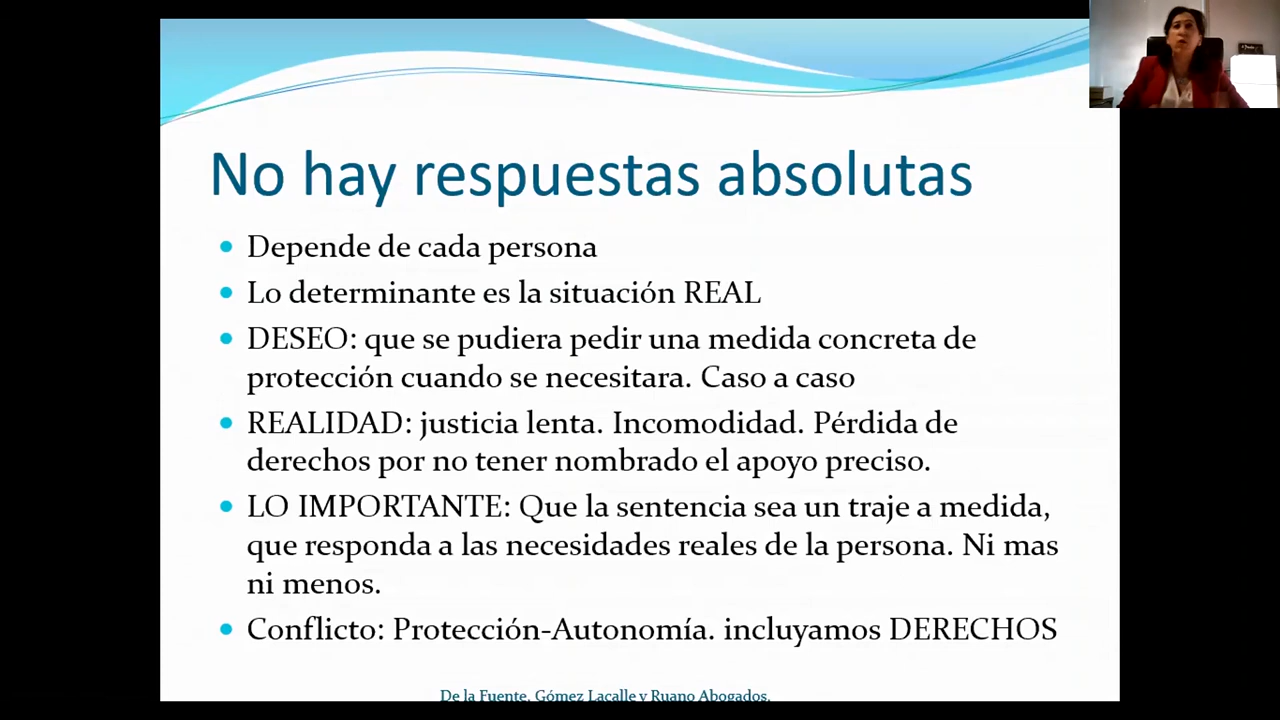 No hay respuestas absolutas
Depende de cada persona
Lo determinante es la situación REAL
DESEO: que se pudiera pedir una medida concreta de
protección cuando se necesitara. Caso a caso
REALIDAD: justicia lenta. Incomodidad. Pérdida de
derechos por no tener nombrado el apoyo preciso.
LO IMPORTANTE: Que la sentencia sea un traje a medida,
que responda a las necesidades reales de la persona. Ni mas
ni menos.
Conflicto: Protección-Autonomía. incluyamos DERECHOS
De la Fuente, Gómez Lacalle y Ruano Abogados.